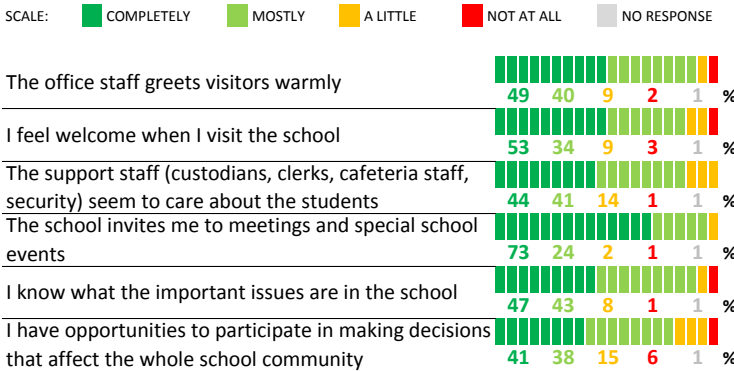 SCALE: COMPLETELY MOSTLY A LITTLE NOT AT ALL NO RESPONSE
The office staff greets visitors warmly
49 40 9 2 1 %
I feel welcome when I visit the school
53 34 9 3 1 %
The support staff (custodians, clerks, cafeteria staff,
security) seem to care about the students
44 41 14 1 1 %
The school invites me to meetings and special school
events
73 24 2 1 1 %
I know what the important issues are in the school
47 43 8 1 1 %
I have opportunities to participate in making decisions
that affect the whole school community
41 38 15 6 1 %